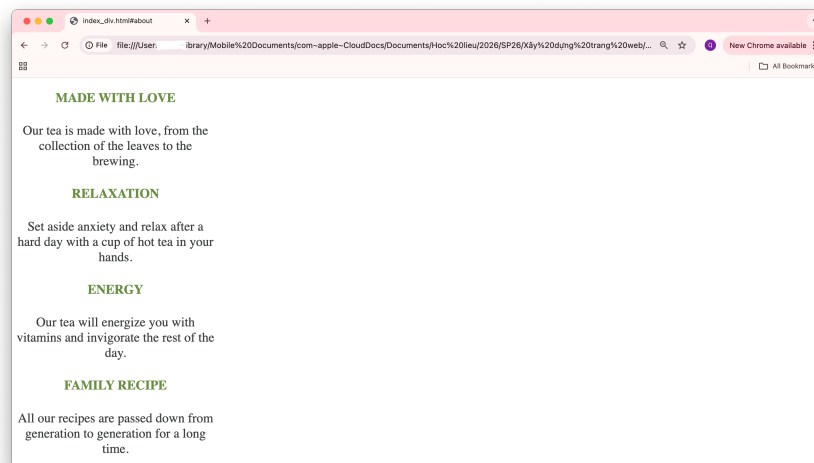 index_div.html#about
File file:///User: ibrary/Mobile%20Documents/com~apple~CloudDocs/Documents/Hoc%20lieu/2026/SP26/Xây%20dựng%20trang%20web/...
Q
New Chrome available
All Bookmark
MADE WITH LOVE
Our tea is made with love, from the
collection of the leaves to the
brewing.
RELAXATION
Set aside anxiety and relax after a
hard day with a cup of hot tea in your
hands.
ENERGY
Our tea will energize you with
vitamins and invigorate the rest of the
day.
FAMILY RECIPE
All our recipes are passed down from
generation to generation for a long
time.